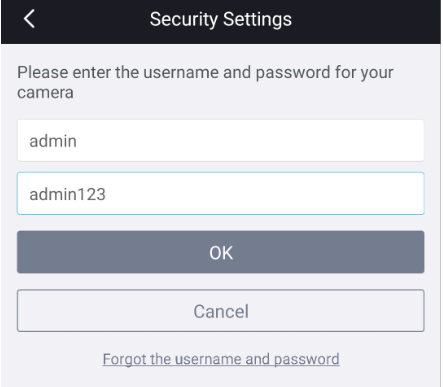 Security Settings
Please enter the username and password for your
camera
admin
admin123
OK
Cancel
Forgot the username and password